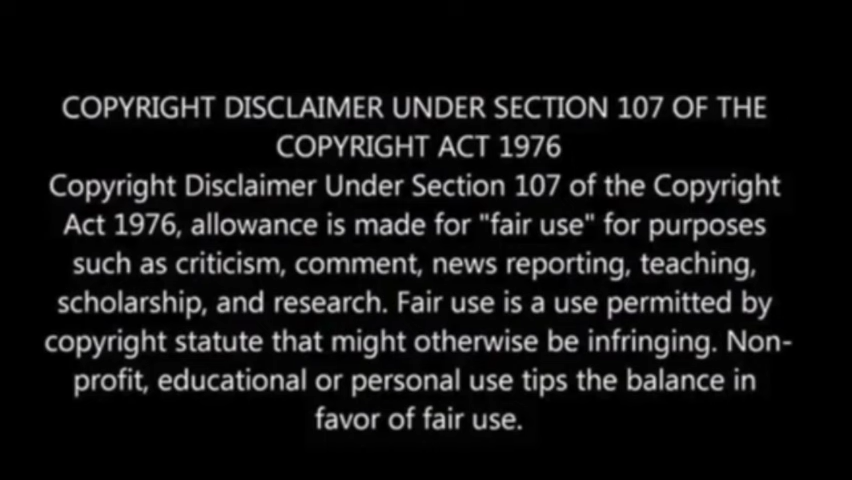 COPYRIGHT DISCLAIMER UNDER SECTION 107 OF THE
COPYRIGHT ACT 1976
Copyright Disclaimer Under Section 107 of the Copyright
Act 1976, allowance is made for "fair use" for purposes
such as criticism, comment, news reporting, teaching,
scholarship, and research. Fair use is a use permitted by
copyright statute that might otherwise be infringing. Non-
profit, educational or personal use tips the balance in
favor of fair use.